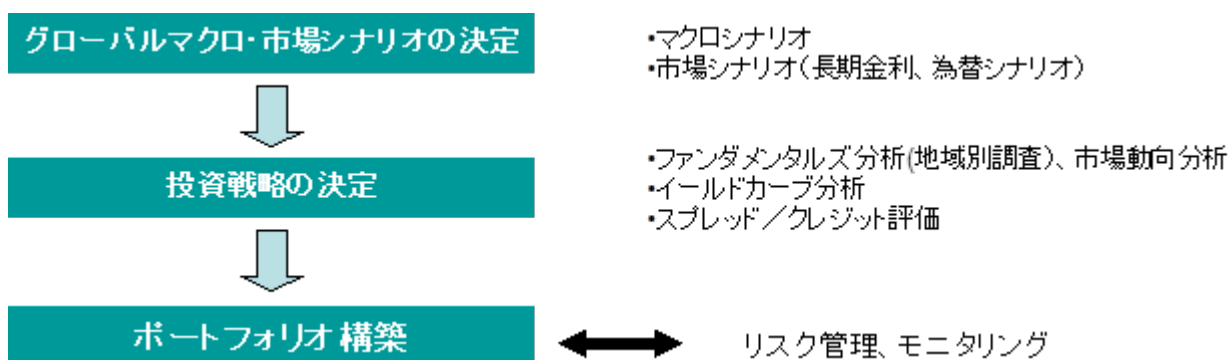 グローバルマクロ・市場シナリオの決定
・マクロシナリオ
・市場シナリオ(長期金利、為替シナリオ)
投資戦略の決定
・ファンダメンタルズ分析(地域別調査)、市場動向分析
・イールドカーブ分析
・スプレッド／クレジット評価
ポートフォリオ構築
リスク管理、モニタリング